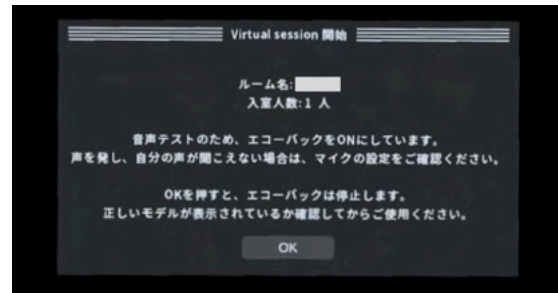 Virtual session 開始
ルーム名:
入室人数:1 人
音声テストのため、エコーバックをONにしています。
声を発し、自分の声が聞こえない場合は、マイクの設定をご確認ください。
OKを押すと、エコーバックは停止します。
正しいモデルが表示されているか確認してからご使用ください。
OK